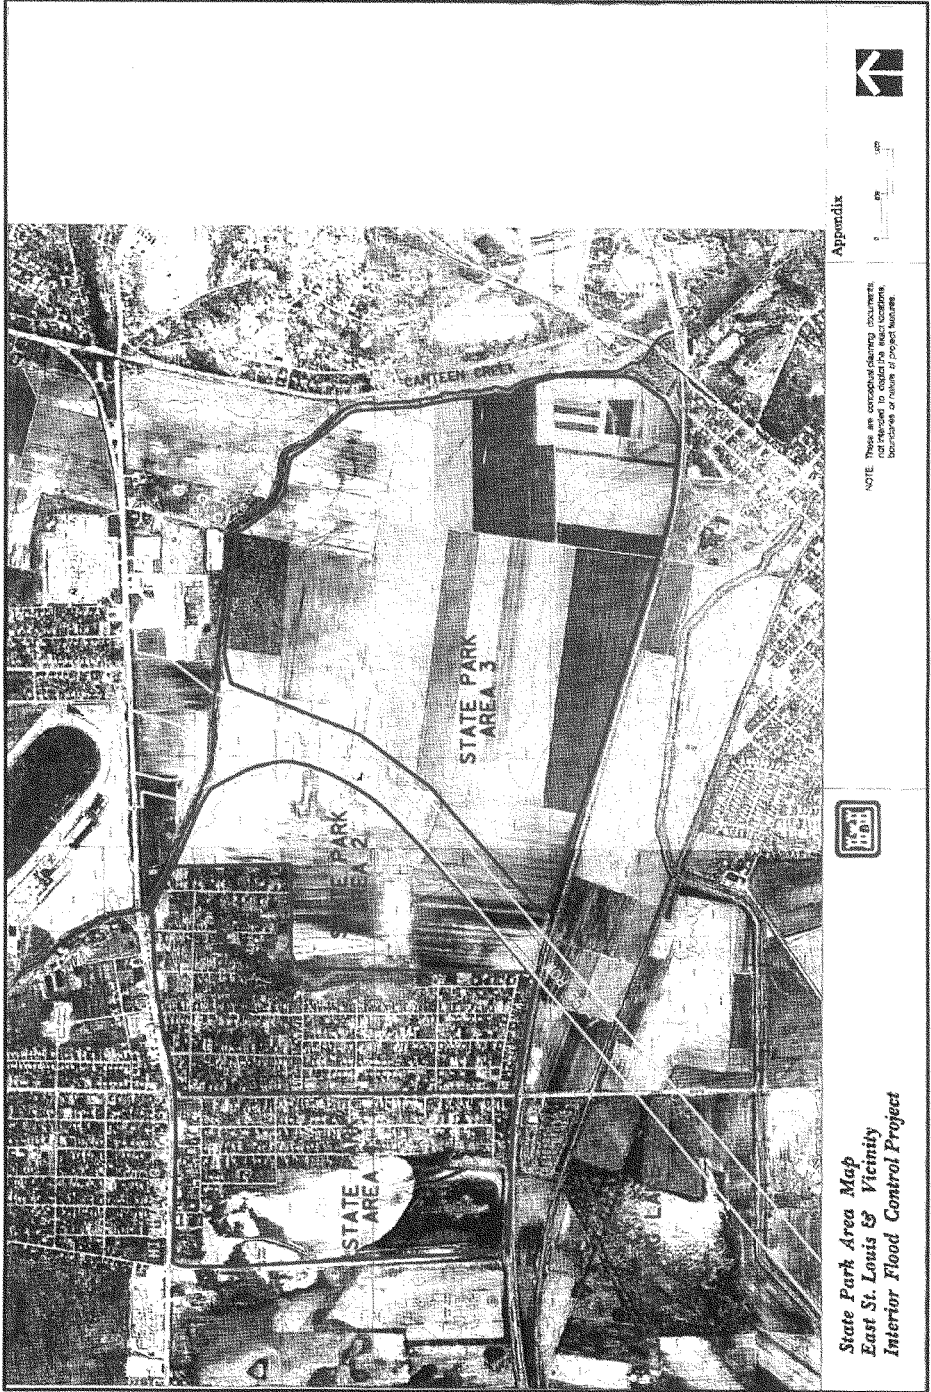 State Park Area Map
East St. Louis & Vicinity
Interior Flood Control Project
NOTE: These are conceptual planning documents,
not intended to depict the exact locations,
boundaries or nature of project features.
Appendix
0
CANTEEN CREEK
STATE PARK
AREA 3
PARK
2
STATE PARK
AREA